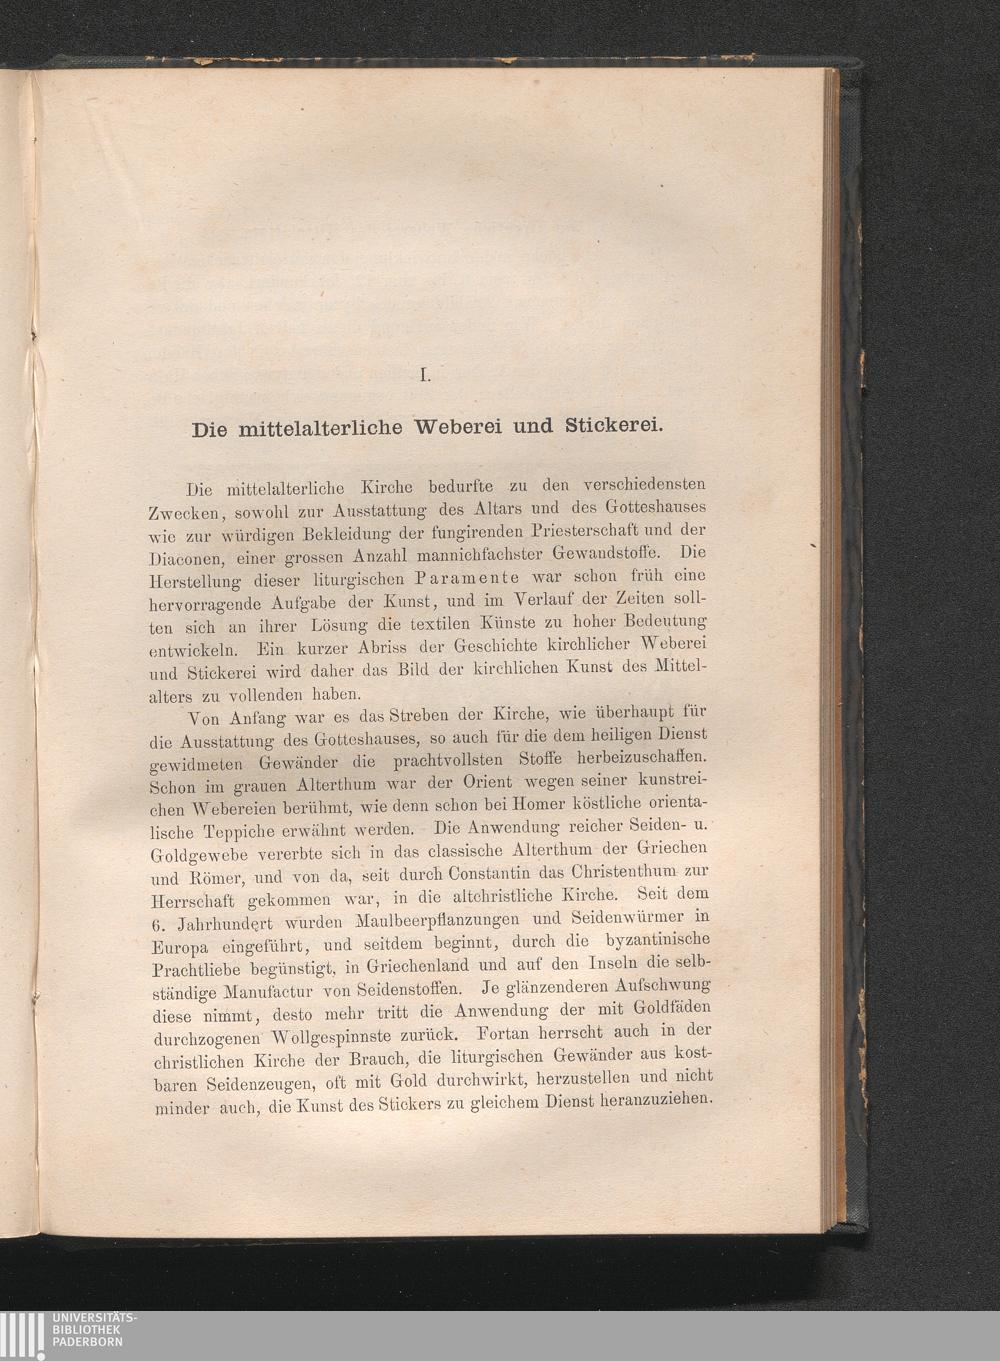 I.
Die mittelalterliche Weberei und Stickerei.
Die mittelalterliche Kirche bedurfte zu den verschiedensten
Zwecken, sowohl zur Ausstattung des Altars und des Gotteshauses
wie zur würdigen Bekleidung der fungirenden Priesterschaft und der
Diaconen, einer grossen Anzahl mannichfachster Gewandstoffe. Die
Herstellung dieser liturgischen Paramente war schon früh eine
hervorragende Aufgabe der Kunst, und im Verlauf der Zeiten soll-
ten sich an ihrer Lösung die textilen Künste zu hoher Bedeutung
entwickeln. Ein kurzer Abriss der Geschichte kirchlicher Weberei
und Stickerei wird daher das Bild der kirchlichen Kunst des Mittel-
alters zu vollenden haben.
Von Anfang war es das Streben der Kirche, wie überhaupt für
die Ausstattung des Gotteshauses, so auch für die dem heiligen Dienst
gewidmeten Gewänder die prachtvollsten Stoffe herbeizuschaffen.
Schon im grauen Alterthum war der Orient wegen seiner kunstrei-
chen Webereien berühmt, wie denn schon bei Homer köstliche orienta-
lische Teppiche erwähnt werden. Die Anwendung reicher Seiden- u.
Goldgewebe vererbte sich in das classische Alterthum der Griechen
und Römer, und von da, seit durch Constantin das Christenthum zur
Herrschaft gekommen war, in die altchristliche Kirche. Seit dem
6. Jahrhundert wurden Maulbeerpflanzungen und Seidenwürmer in
Europa eingeführt, und seitdem beginnt, durch die byzantinische
Prachtliebe begünstigt, in Griechenland und auf den Inseln die selb-
ständige Manufactur von Seidenstoffen. Je glänzenderen Aufschwung
diese nimmt, desto mehr tritt die Anwendung der mit Goldfäden
durchzogenen Wollgespinnste zurück. Fortan herrscht auch in der
christlichen Kirche der Brauch, die liturgischen Gewänder aus kost-
baren Seidenzeugen, oft mit Gold durchwirkt, herzustellen und nicht
minder auch, die Kunst des Stickers zu gleichem Dienst heranzuziehen.
UNIVERSITÄTS-
BIBLIOTHEK
PADERBORN